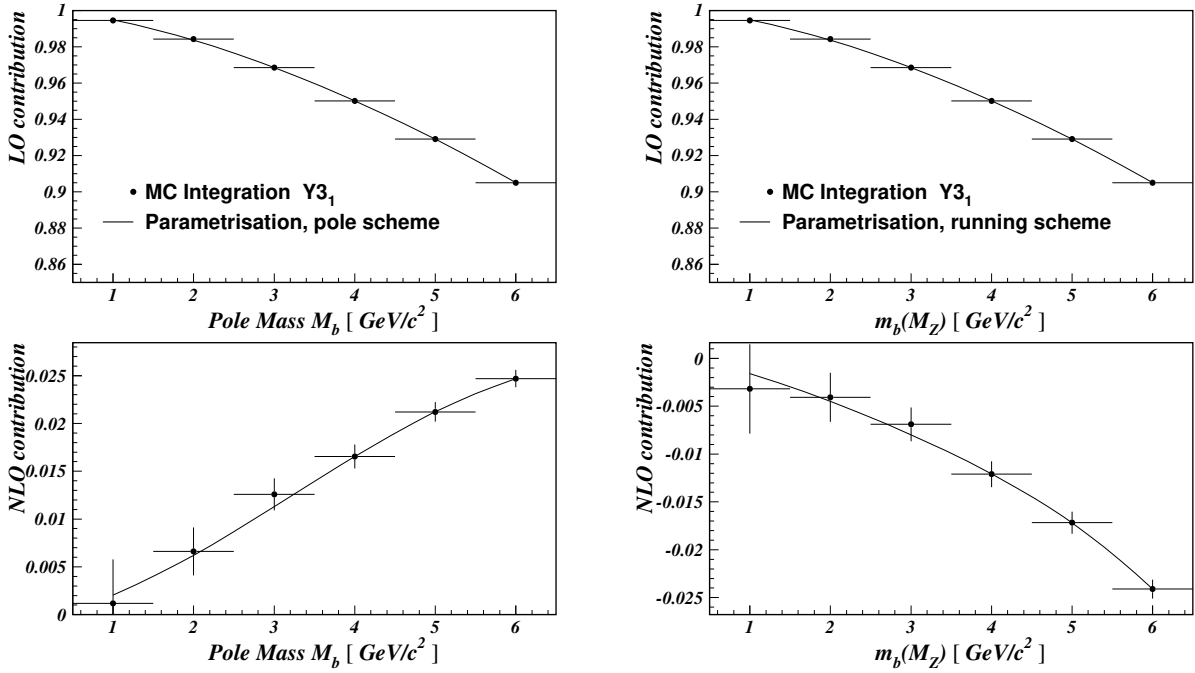 LO contribution
1
0.98
0.96
0.94
0.92
0.9
0.88
0.86
MC Integration Y3₁
Parametrisation, pole scheme
1 2 3 4 5 6
Pole Mass M_b [ GeV/c² ]
LO contribution
1
0.98
0.96
0.94
0.92
0.9
0.88
0.86
MC Integration Y3₁
Parametrisation, running scheme
1 2 3 4 5 6
m_b(M_Z) [ GeV/c² ]
NLO contribution
0.025
0.02
0.015
0.01
0.005
0
1 2 3 4 5 6
Pole Mass M_b [ GeV/c² ]
NLO contribution
0
-0.005
-0.01
-0.015
-0.02
-0.025
1 2 3 4 5 6
m_b(M_Z) [ GeV/c² ]